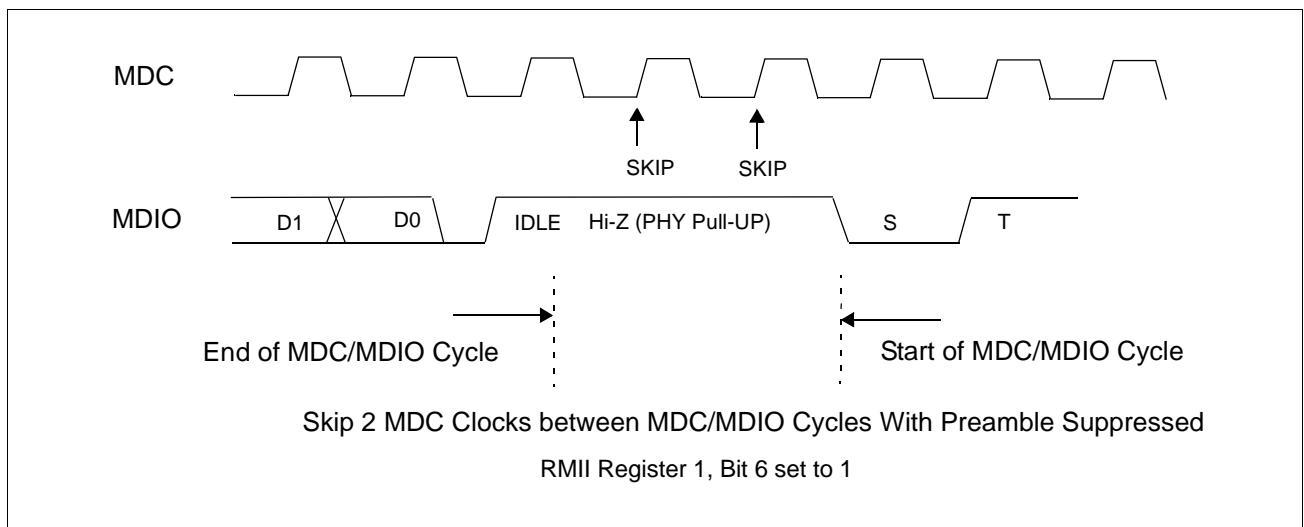 MDC
SKIP SKIP
MDIO D1 D0 IDLE Hi-Z (PHY Pull-UP) S T
End of MDC/MDIO Cycle Start of MDC/MDIO Cycle
Skip 2 MDC Clocks between MDC/MDIO Cycles With Preamble Suppressed
RMII Register 1, Bit 6 set to 1